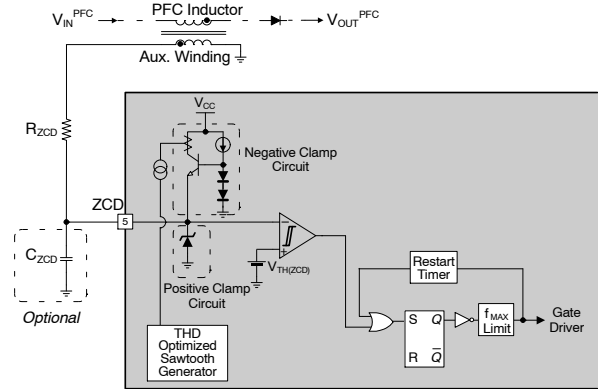 PFC Inductor
V_IN^PFC
V_OUT^PFC
Aux. Winding
V_CC
R_ZCD
Negative Clamp
Circuit
ZCD
5
C_ZCD
V_TH(ZCD)
Positive Clamp
Circuit
Optional
THD
Optimized
Sawtooth
Generator
Restart
Timer
S Q
R Q̅
f_MAX
Limit
Gate
Driver